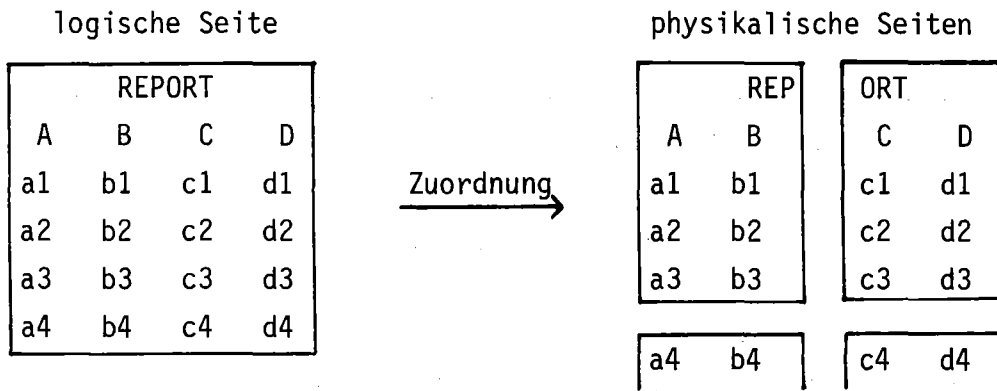 logische Seite
REPORT
A B C D
a1 b1 c1 d1
a2 b2 c2 d2
a3 b3 c3 d3
a4 b4 c4 d4
Zuordnung
physikalische Seiten
REP ORT
A B C D
a1 b1 c1 d1
a2 b2 c2 d2
a3 b3 c3 d3
a4 b4 c4 d4